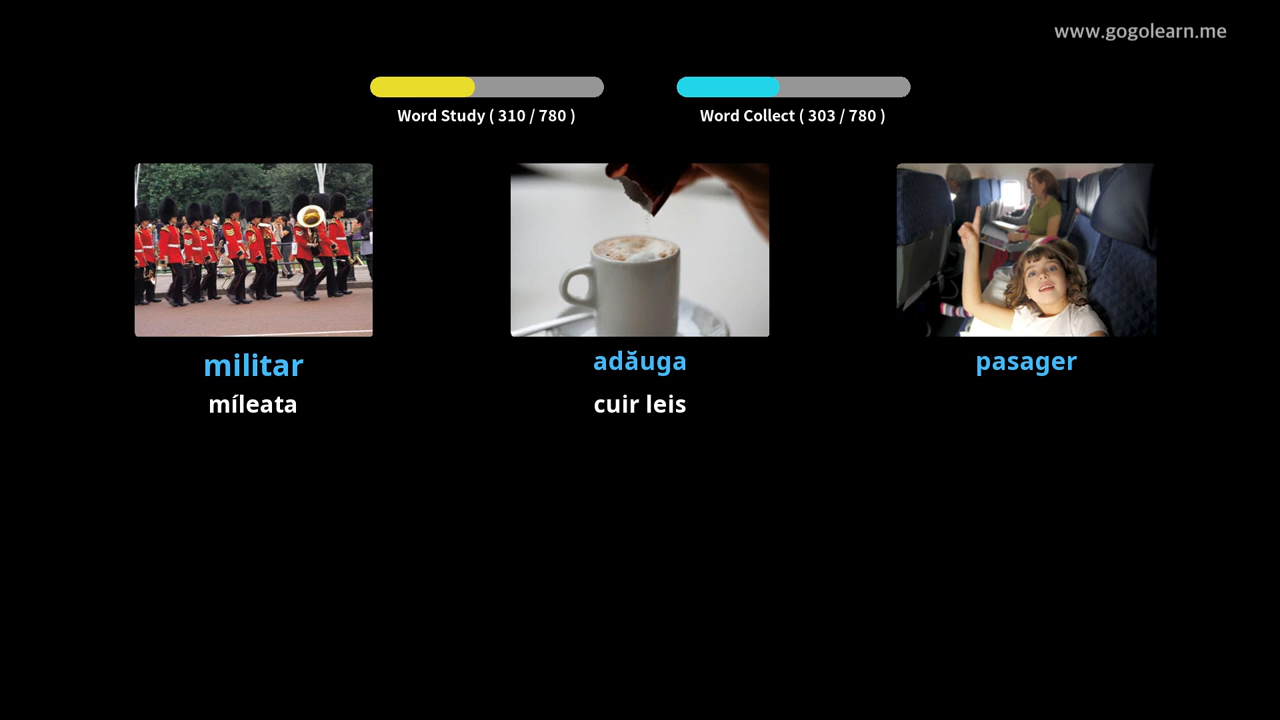 www.gogolearn.me
Word Study ( 310 / 780 )
Word Collect ( 303 / 780 )
militar
adăuga
pasager
míleata
cuir leis